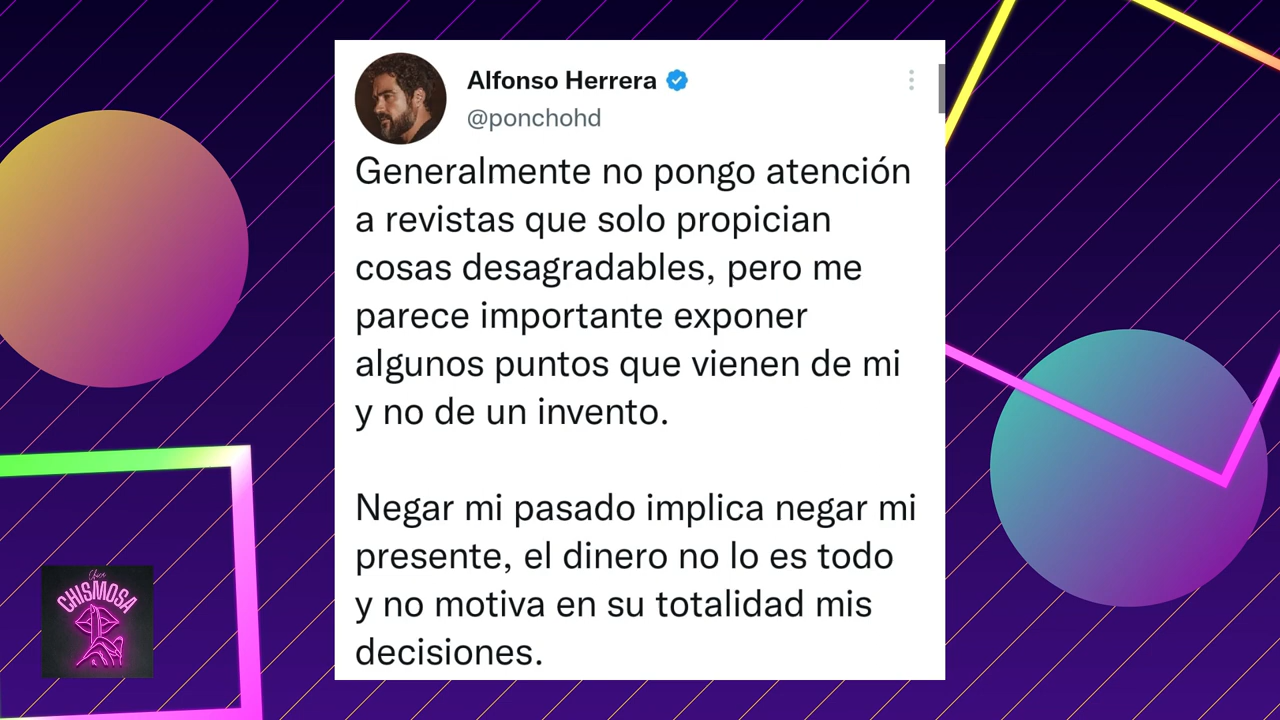 Alfonso Herrera
@ponchohd
Generalmente no pongo atención
a revistas que solo propician
cosas desagradables, pero me
parece importante exponer
algunos puntos que vienen de mi
y no de un invento.
Negar mi pasado implica negar mi
presente, el dinero no lo es todo
y no motiva en su totalidad mis
decisiones.
CHISMOSA